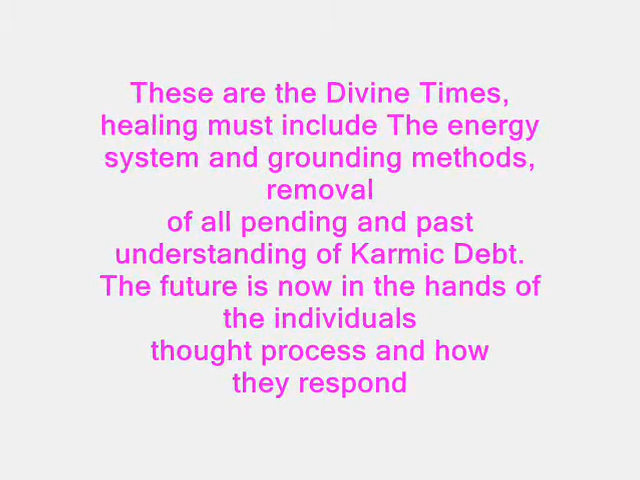 These are the Divine Times,
healing must include The energy
system and grounding methods,
removal
of all pending and past
understanding of Karmic Debt.
The future is now in the hands of
the individuals
thought process and how
they respond